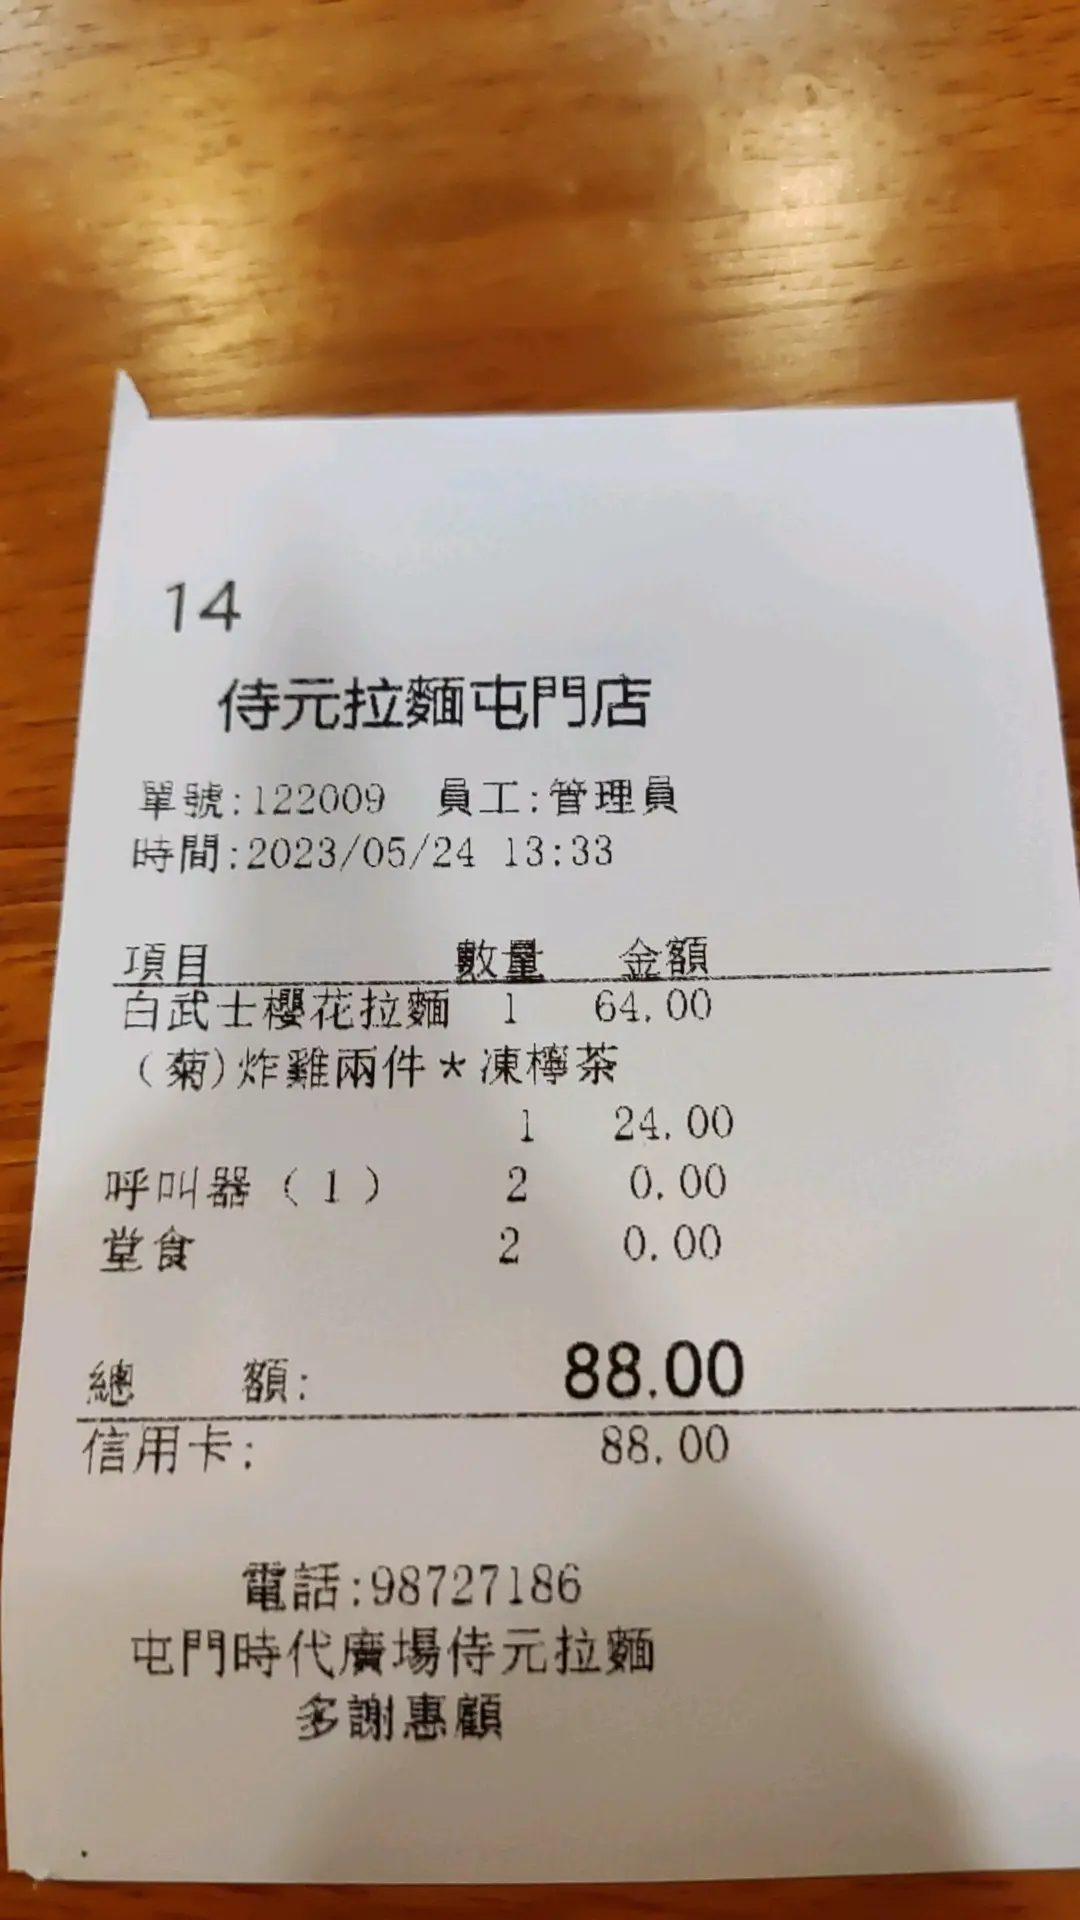 14
侍元拉麵屯門店
單號:122009 員工:管理員
時間:2023/05/24 13:33
項目 數量 金額
白武士櫻花拉麵 1 64.00
(菊)炸雞兩件*凍檸茶
1 24.00
呼叫器(1) 2 0.00
堂食 2 0.00
總 額: 88.00
信用卡: 88.00
電話:98727186
屯門時代廣場侍元拉麵
多謝惠顧